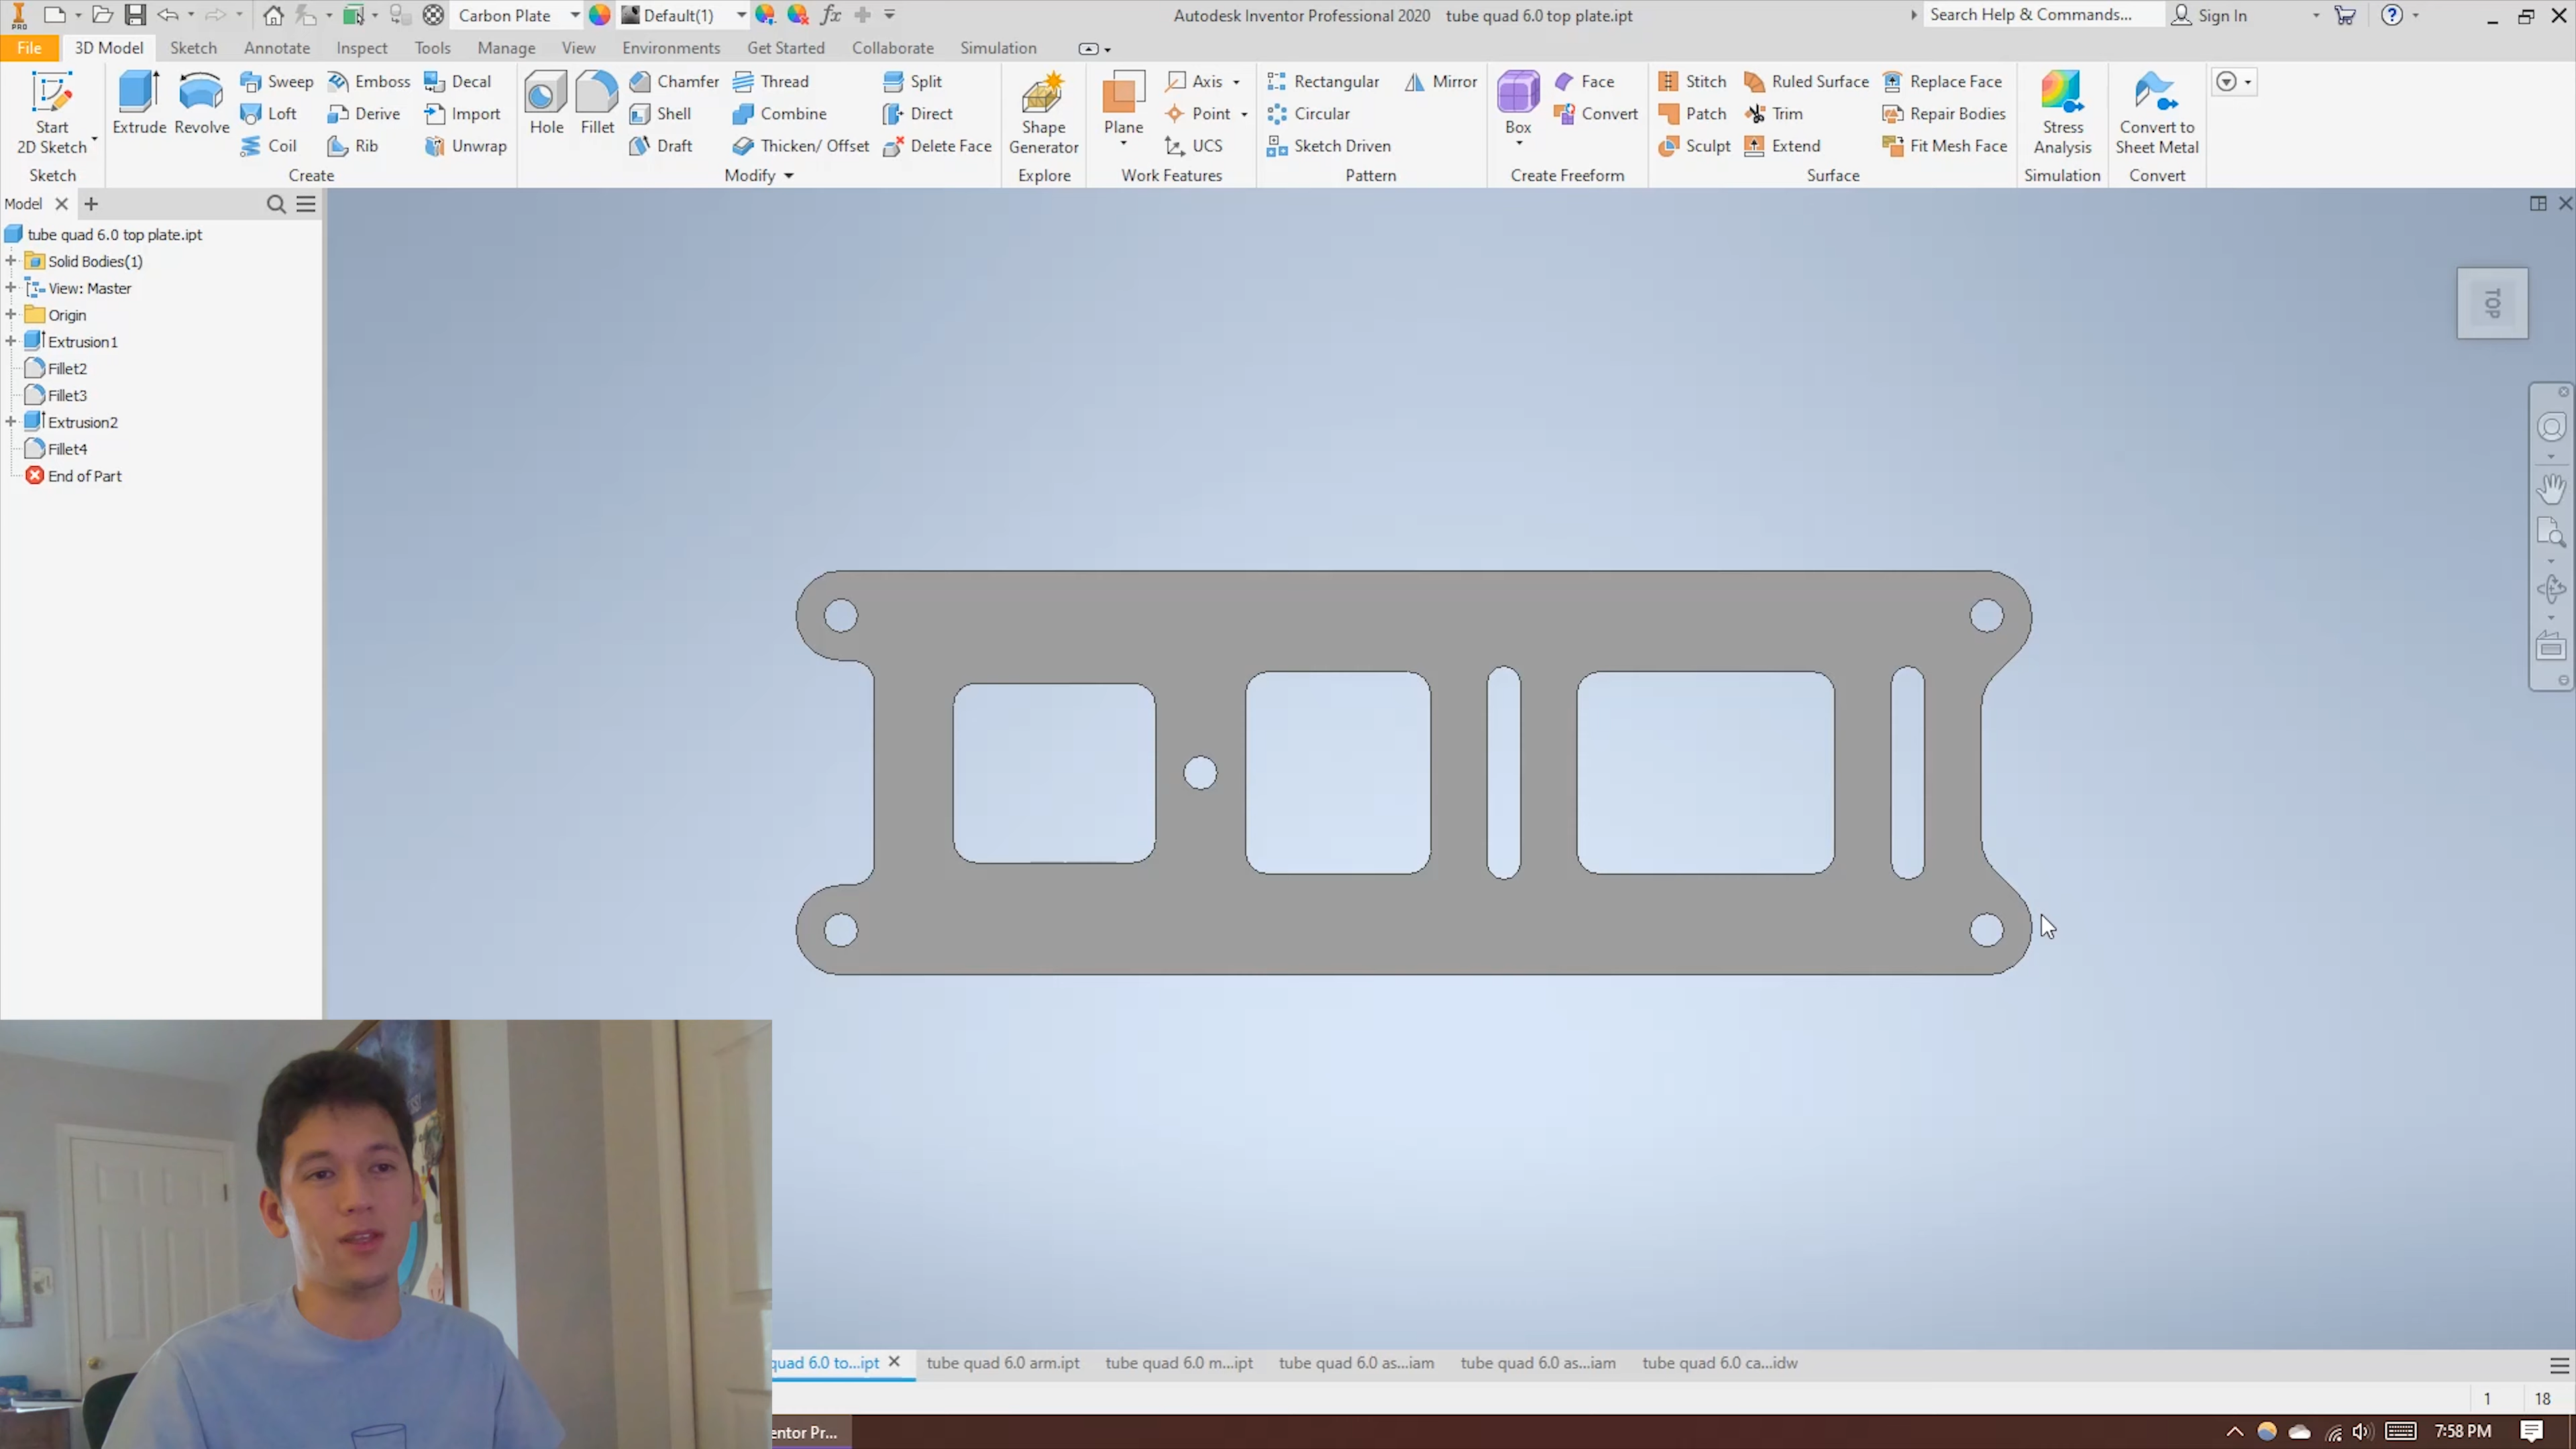 PRO
Carbon Plate
Default(1)
fx
Autodesk Inventor Professional 2020 tube quad 6.0 top plate.ipt
Search Help & Commands...
Sign In
File 3D Model Sketch Annotate Inspect Tools Manage View Environments Get Started Collaborate Simulation
Start
2D Sketch
Sketch
Extrude Revolve
Sweep Emboss Decal
Loft Derive Import
Coil Rib Unwrap
Create
Hole Fillet
Chamfer Thread Split
Shell Combine Direct
Draft Thicken/ Offset Delete Face
Modify
Shape
Generator
Explore
Plane
Axis
Point
UCS
Work Features
Rectangular Mirror
Circular
Sketch Driven
Pattern
Box
Face
Convert
Create Freeform
Stitch Ruled Surface Replace Face
Patch Trim Repair Bodies
Sculpt Extend Fit Mesh Face
Surface
Stress
Analysis
Simulation
Convert to
Sheet Metal
Convert
Model
tube quad 6.0 top plate.ipt
Solid Bodies(1)
View: Master
Origin
Extrusion1
Fillet2
Fillet3
Extrusion2
Fillet4
End of Part
TOP
quad 6.0 to...ipt
tube quad 6.0 arm.ipt
tube quad 6.0 m...ipt
tube quad 6.0 as...iam
tube quad 6.0 as...iam
tube quad 6.0 ca...idw
1 18
entor Pr...
7:58 PM